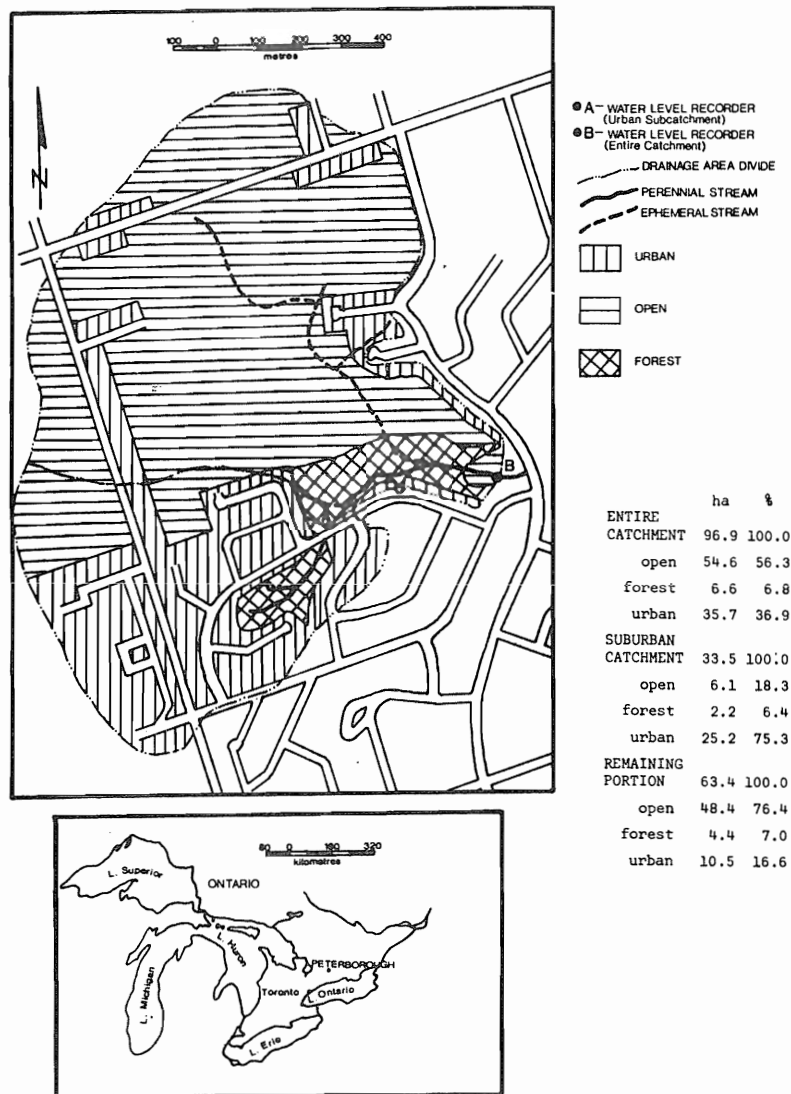 100 0 100 200 300 400
metres
N
B
A- WATER LEVEL RECORDER
(Urban Subcatchment)
B- WATER LEVEL RECORDER
(Entire Catchment)
DRAINAGE AREA DIVIDE
PERENNIAL STREAM
EPHEMERAL STREAM
URBAN
OPEN
FOREST
ha %
ENTIRE
CATCHMENT 96.9 100.0
open 54.6 56.3
forest 6.6 6.8
urban 35.7 36.9
SUBURBAN
CATCHMENT 33.5 100.0
open 6.1 18.3
forest 2.2 6.4
urban 25.2 75.3
REMAINING
PORTION 63.4 100.0
open 48.4 76.4
forest 4.4 7.0
urban 10.5 16.6
0 320
kilometres
L. Superior
ONTARIO
L. Huron
PETERBOROUGH
L. Michigan
Toronto
L. Ontario
L. Erie